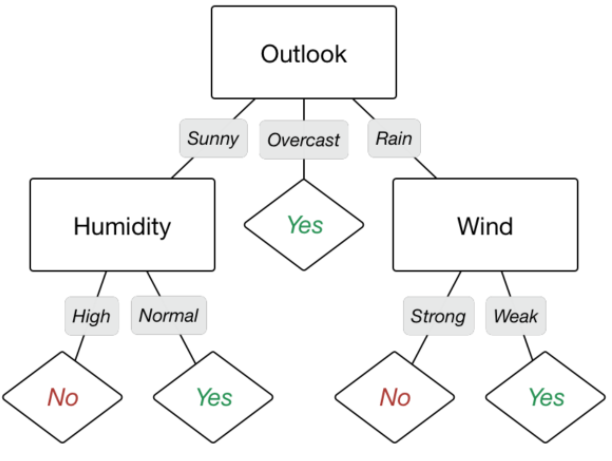 Outlook
Sunny
Overcast
Rain
Humidity
Yes
Wind
High
Normal
Strong
Weak
No
Yes
No
Yes